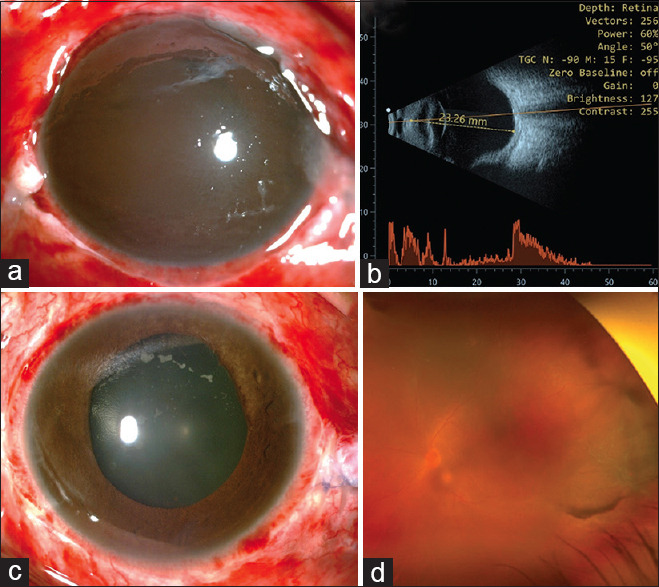 a
Depth: Retina
Vectors: 256
Power: 60%
Angle: 50°
TGC N: -90 M: 15 F: -95
Zero Baseline: off
Gain: 0
Brightness: 127
Contrast: 255
50
40
30
20
10
0
23.26 mm
0 10 20 30 40 50 60
b
c
d